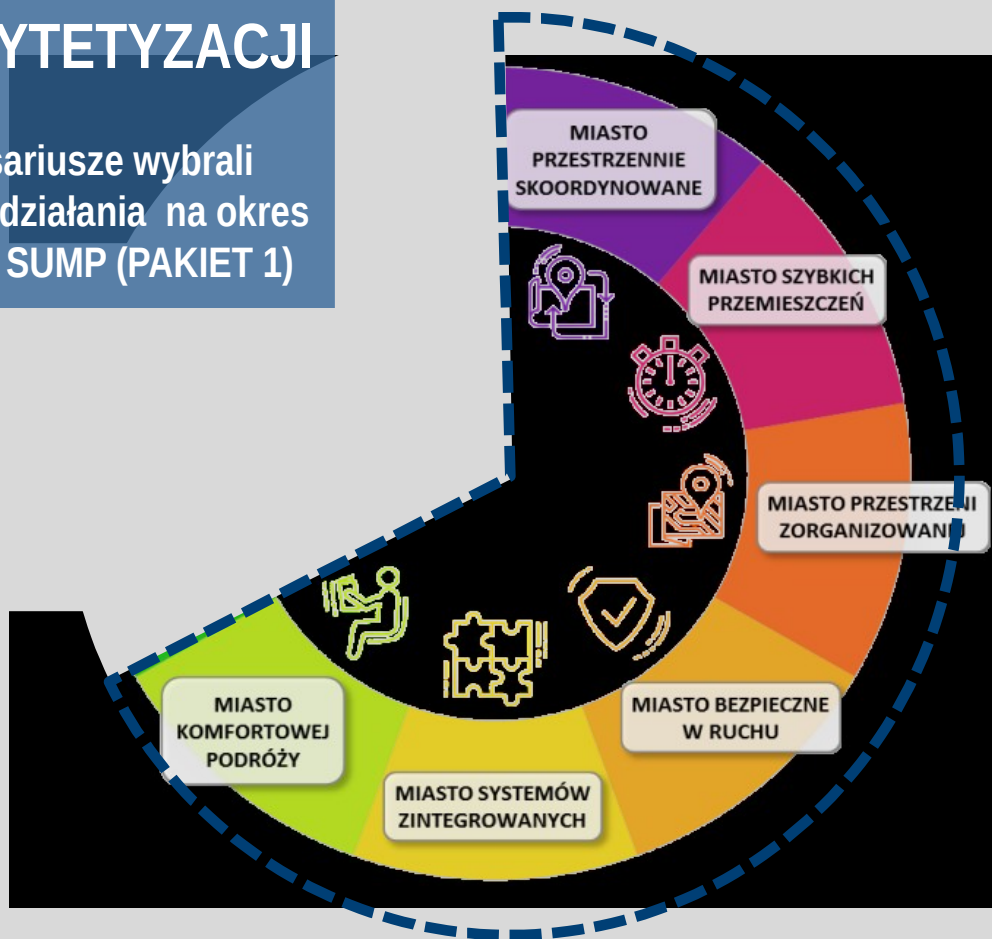 YTETYZACJI
sariusze wybrali
działania na okres
SUMP (PAKIET 1)
MIASTO
PRZESTRZENNIE
SKOORDYNOWANE
MIASTO SZYBKICH
PRZEMIESZCZEŃ
MIASTO PRZESTRZENI
ZORGANIZOWANEJ
MIASTO BEZPIECZNE
W RUCHU
MIASTO SYSTEMÓW
ZINTEGROWANYCH
MIASTO
KOMFORTOWEJ
PODRÓŻY